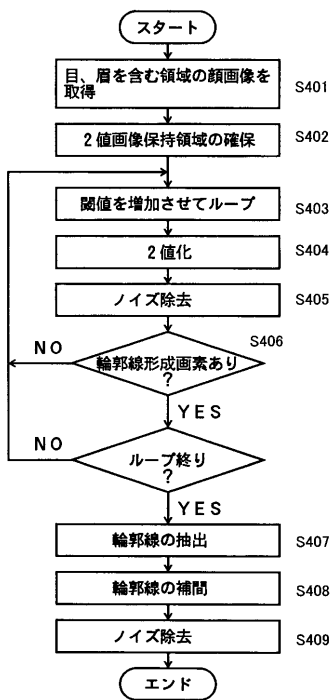 スタート
目、眉を含む領域の顔画像を
取得
S401
2値画像保持領域の確保
S402
閾値を増加させてループ
S403
2値化
S404
ノイズ除去
S405
S406
NO
輪郭線形成画素あり
?
YES
NO
ループ終り
?
YES
輪郭線の抽出
S407
輪郭線の補間
S408
ノイズ除去
S409
エンド